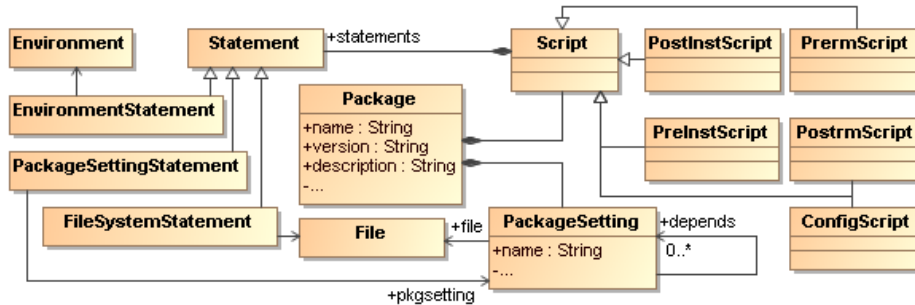 Environment
Statement
+statements
Script
PostInstScript
PrermScript
EnvironmentStatement
Package
+name : String
+version : String
+description : String
-...
PreInstScript
PostrmScript
PackageSettingStatement
FileSystemStatement
File
+file
PackageSetting
+name : String
-...
+depends
0..*
ConfigScript
+pkgsetting